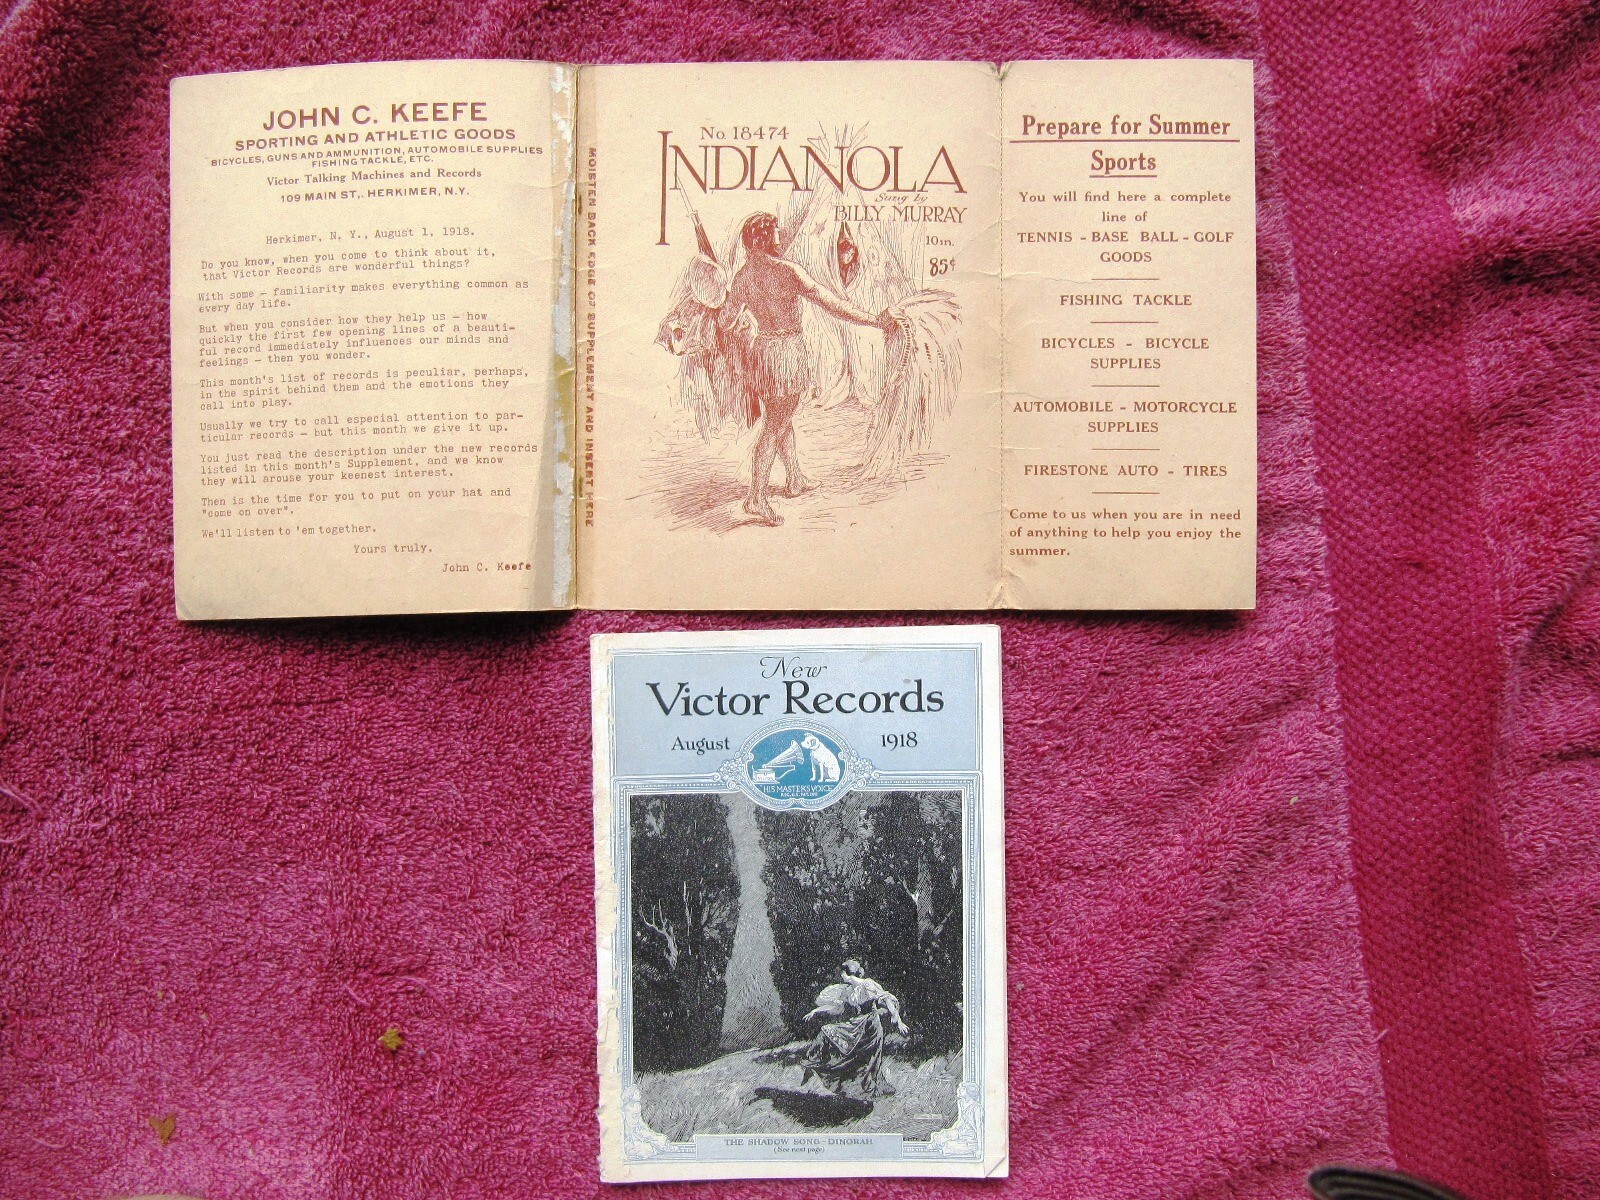 JOHN C. KEEFE
SPORTING AND ATHLETIC GOODS
BICYCLES, GUNS AND AMMUNITION, AUTOMOBILE SUPPLIES
FISHING TACKLE, ETC.
Victor Talking Machines and Records
109 MAIN ST., HERKIMER, N.Y.
Herkimer, N. Y., August 1, 1918.
Do you know, when you come to think about it,
that Victor Records are wonderful things?
With some - familiarity makes everything common as
every day life.
But when you consider how they help us - how
quickly the first few opening lines of a beauti-
ful record immediately influences our minds and
feelings - then you wonder.
This month's list of records is peculiar, perhaps,
in the spirit behind them and the emotions they
call into play.
Usually we try to call especial attention to par-
ticular records - but this month we give it up.
You just read the description under the new records
listed in this month's Supplement, and we know
they will arouse your keenest interest.
Then is the time for you to put on your hat and
"come on over".
We'll listen to 'em together.
Yours truly,
John C. Keefe
MOISTEN BACK EDGE OF SUPPLEMENT AND INSERT HERE
No. 18474
INDIANOLA
Sung by
BILLY MURRAY
10in.
85¢
Prepare for Summer
Sports
You will find here a complete
line of
TENNIS - BASE BALL - GOLF
GOODS
FISHING TACKLE
BICYCLES - BICYCLE
SUPPLIES
AUTOMOBILE - MOTORCYCLE
SUPPLIES
FIRESTONE AUTO - TIRES
Come to us when you are in need
of anything to help you enjoy the
summer.
New
Victor Records
August 1918
HIS MASTER'S VOICE
THE SHADOW SONG - DINORAH
(See next page)